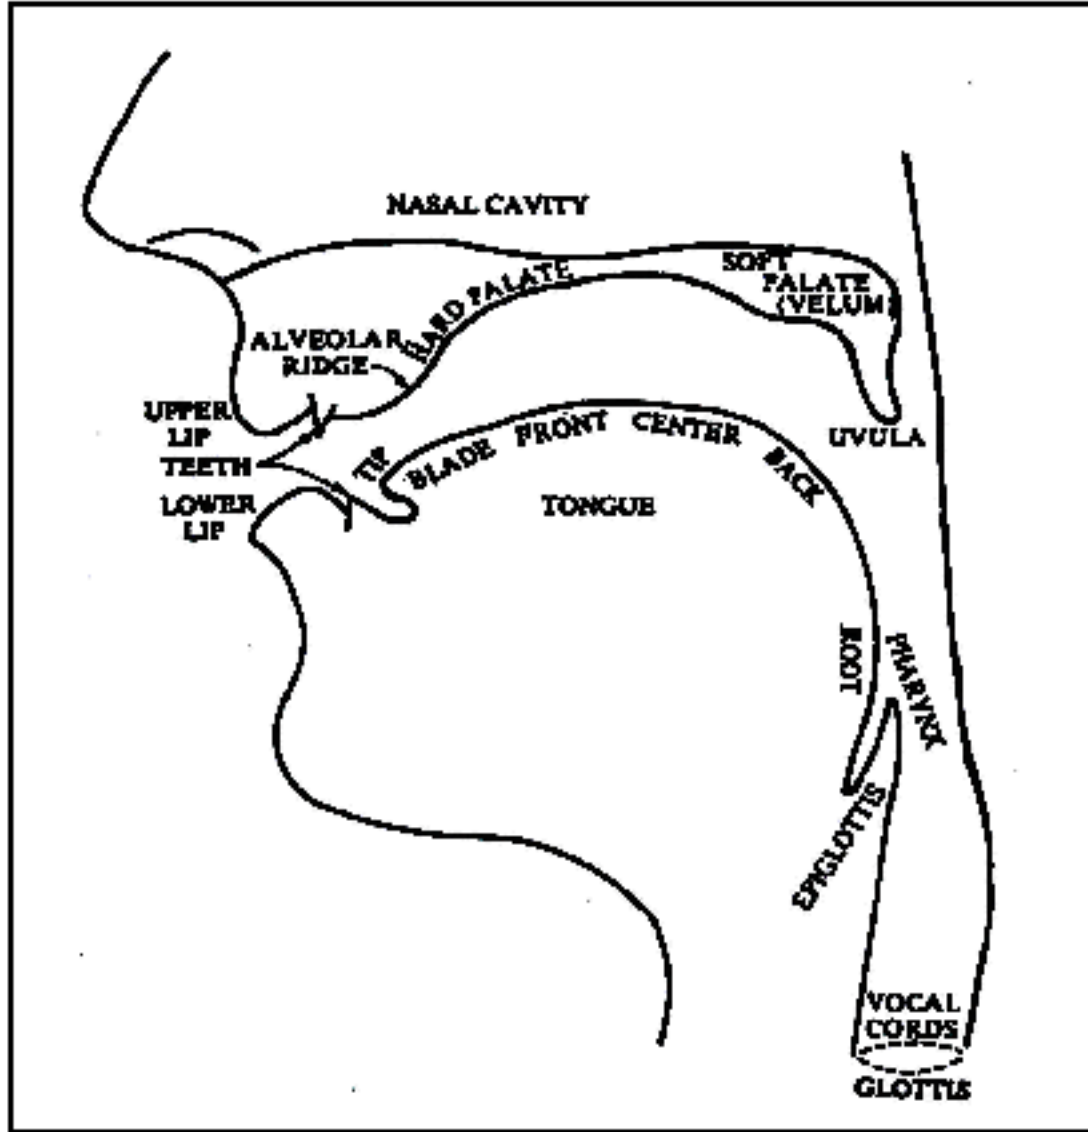 NASAL CAVITY
SOFT
PALATE
(VELUM)
HARD PALATE
ALVEOLAR
RIDGE
UPPER
LIP
TEETH
LOWER
LIP
UVULA
TIP
BLADE FRONT CENTER BACK
TONGUE
ROOT
PHARYNX
EPIGLOTTIS
VOCAL
CORDS
GLOTTIS